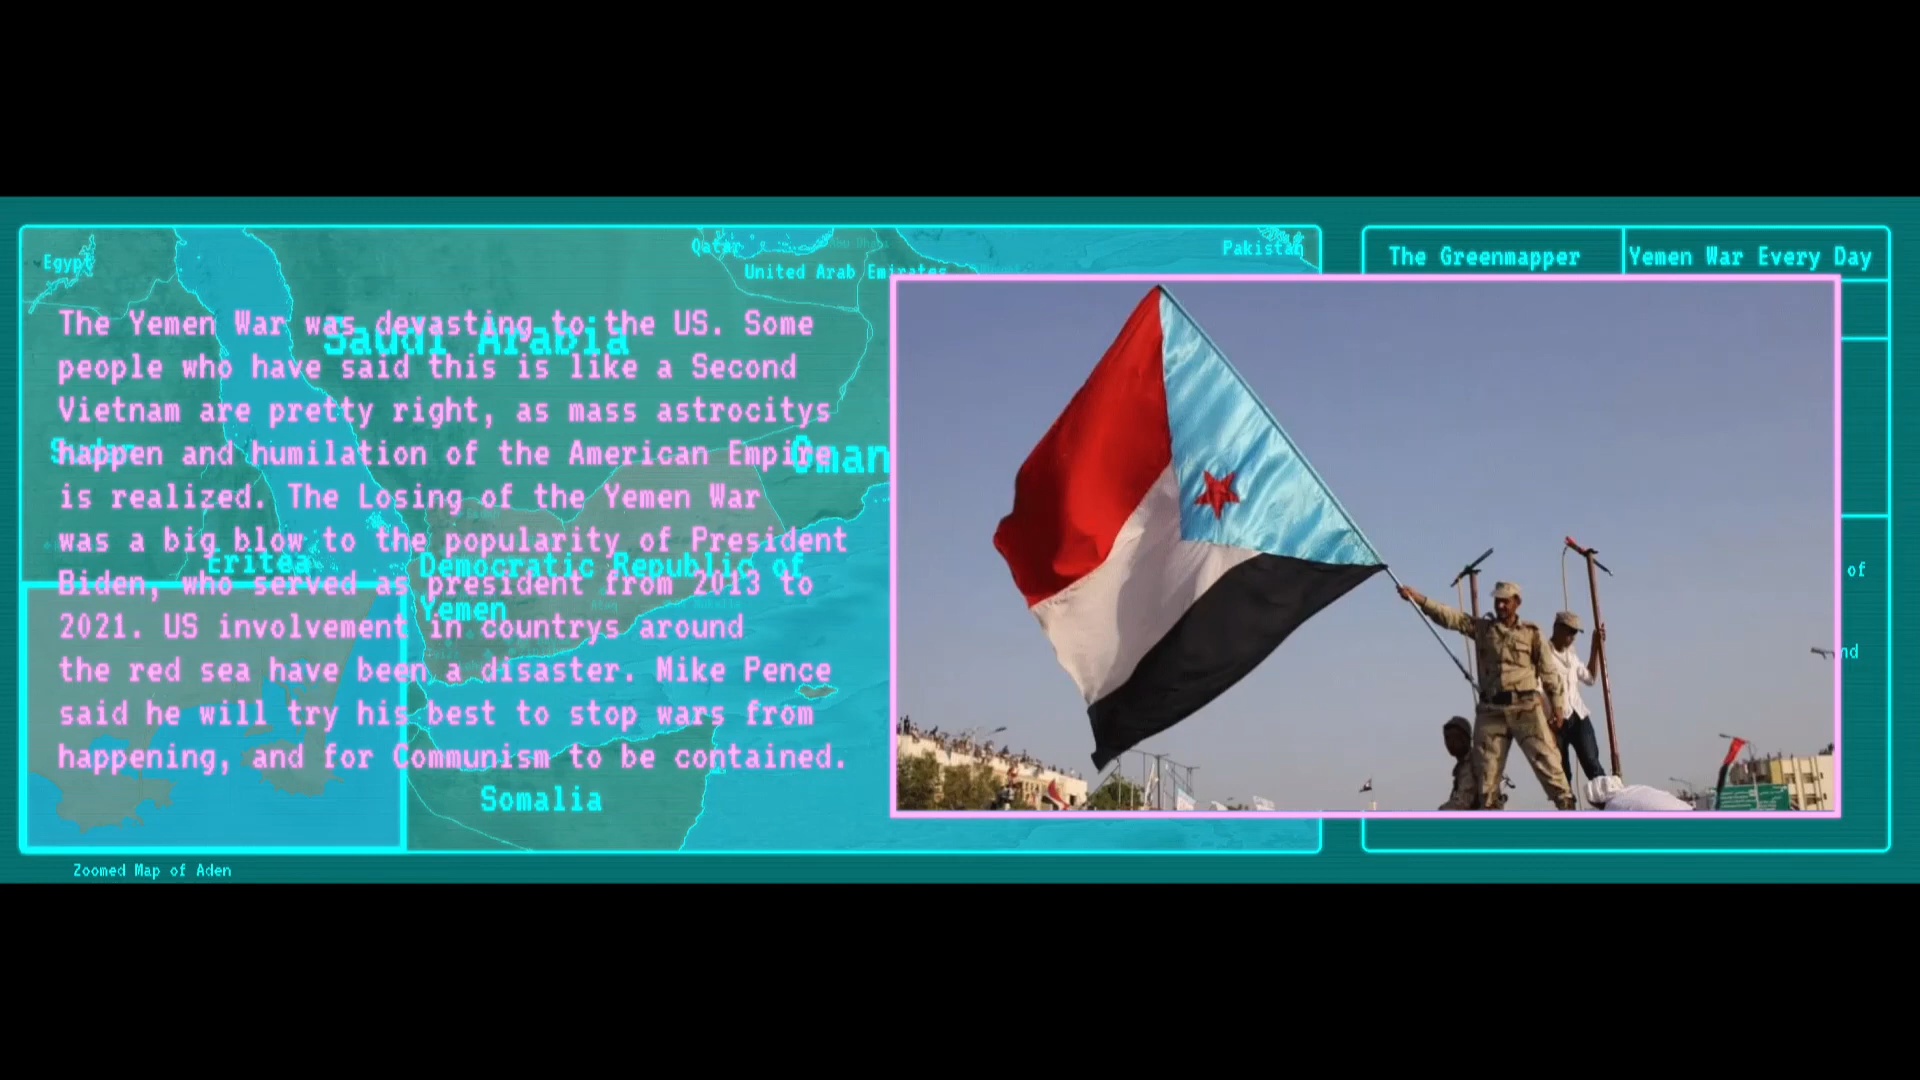 Egypt
Qatar
Abu Dhabi
United Arab Emirates
Pakistan
The Greenmapper
Yemen War Every Day
Saudi Arabia
The Yemen War was devasting to the US. Some
people who have said this is like a Second
Vietnam are pretty right, as mass astrocitys
happen and humilation of the American Empire
is realized. The Losing of the Yemen War
was a big blow to the popularity of President
Biden, who served as president from 2013 to
2021. US involvement in countrys around
the red sea have been a disaster. Mike Pence
said he will try his best to stop wars from
happening, and for Communism to be contained.
Sudan
Oman
Eritea
Democratic Republic of
Yemen
of
nd
Somalia
Zoomed Map of Aden